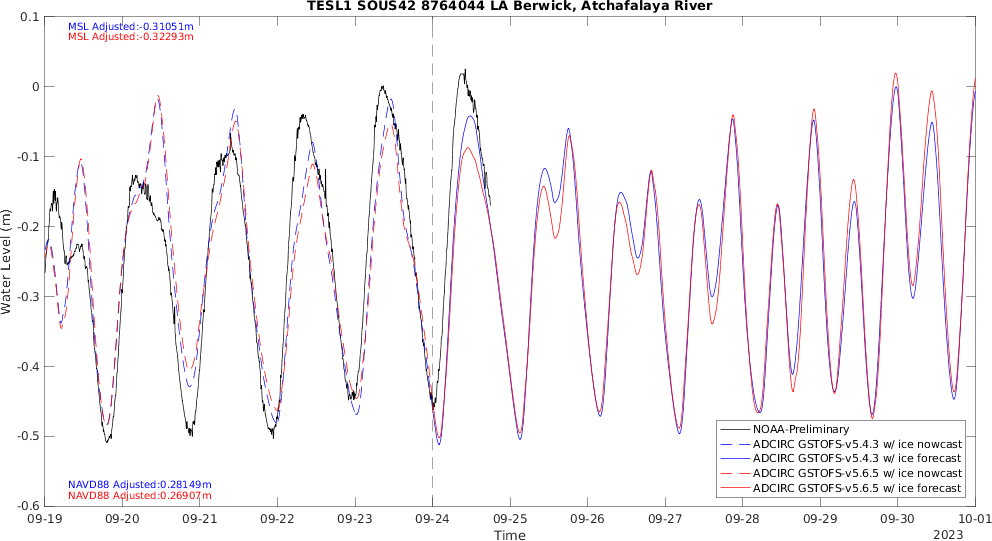 TESL1 SOUS42 8764044 LA Berwick, Atchafalaya River
MSL Adjusted:-0.31051m
MSL Adjusted:-0.32293m
0.1
0
-0.1
-0.2
-0.3
-0.4
-0.5
-0.6
Water Level (m)
NOAA-Preliminary
ADCIRC GSTOFS-v5.4.3 w/ ice nowcast
ADCIRC GSTOFS-v5.4.3 w/ ice forecast
ADCIRC GSTOFS-v5.6.5 w/ ice nowcast
ADCIRC GSTOFS-v5.6.5 w/ ice forecast
NAVD88 Adjusted:0.28149m
NAVD88 Adjusted:0.26907m
09-19 09-20 09-21 09-22 09-23 09-24 09-25 09-26 09-27 09-28 09-29 09-30 10-01
Time
2023